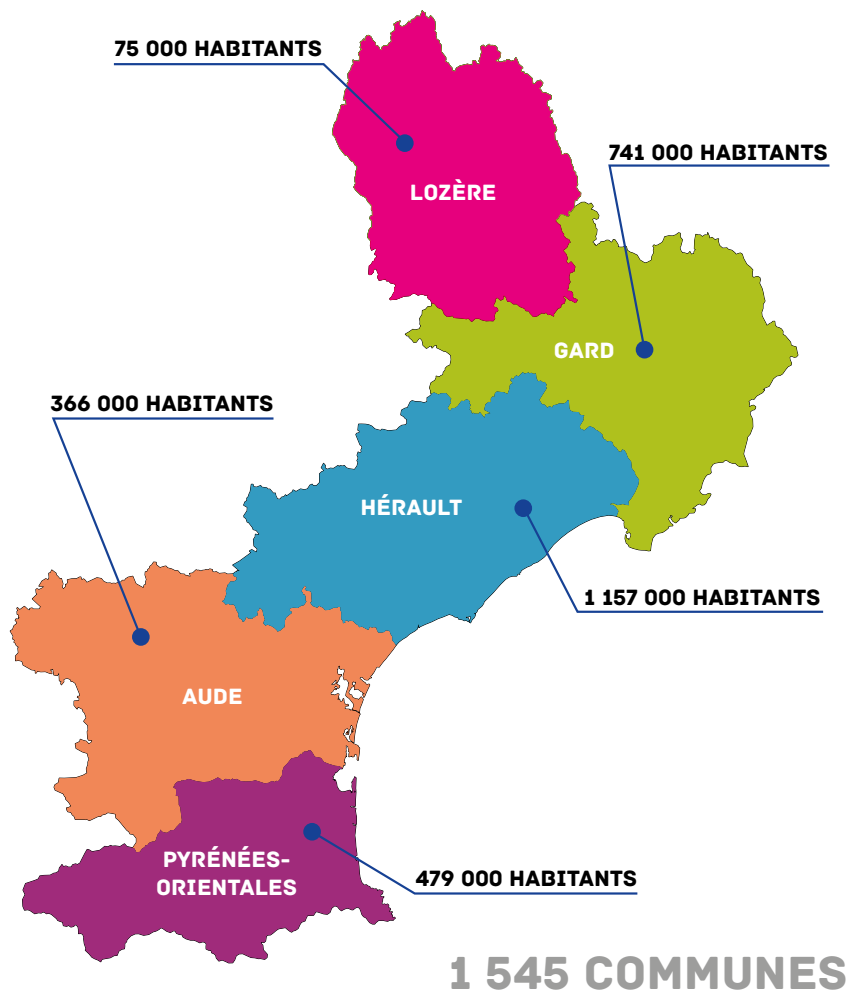 75 000 HABITANTS
741 000 HABITANTS
LOZÈRE
GARD
366 000 HABITANTS
HÉRAULT
1 157 000 HABITANTS
AUDE
PYRÉNÉES-
ORIENTALES
479 000 HABITANTS
1 545 COMMUNES